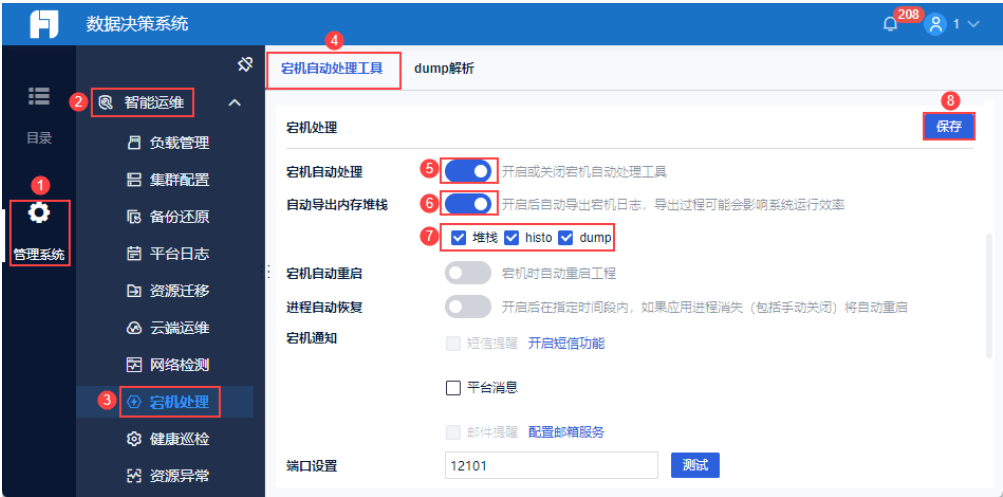 数据决策系统
208
1
4
宕机自动处理工具
dump解析
目录
1
管理系统
2
智能运维
负载管理
集群配置
备份还原
平台日志
资源迁移
云端运维
网络检测
3
宕机处理
健康巡检
资源异常
宕机处理
8
保存
宕机自动处理
5
开启或关闭宕机自动处理工具
自动导出内存堆栈
6
开启后自动导出宕机日志，导出过程可能会影响系统运行效率
7
堆栈 histo dump
宕机自动重启
宕机时自动重启工程
进程自动恢复
开启后在指定时间段内，如果应用进程消失（包括手动关闭）将自动重启
宕机通知
短信提醒 开启短信功能
平台消息
邮件提醒 配置邮箱服务
端口设置
12101
测试